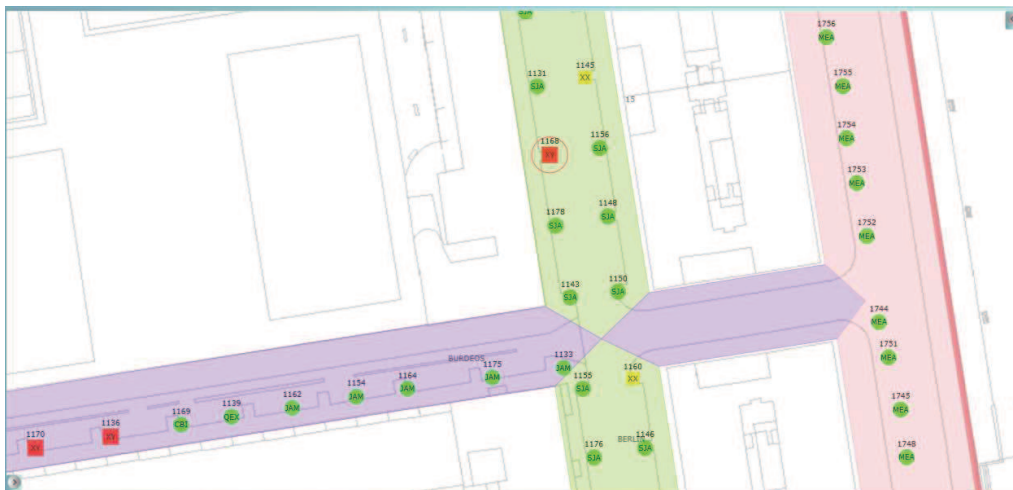 1756
MEA
SJA
1145
XX
1131
SJA
1755
MEA
15
1754
MEA
1156
SJA
1168
1753
MEA
1148
SJA
1178
SJA
1752
MEA
1150
SJA
1143
SJA
1744
MEA
1751
MEA
BURDEOS
1133
JAM
1175
JAM
1164
JAM
1154
JAM
1162
JAM
1160
XX
1155
SJA
1745
MEA
1139
QEX
1169
CBI
1136
XY
1170
XY
BERLIN
1146
SJA
1176
SJA
1748
MEA